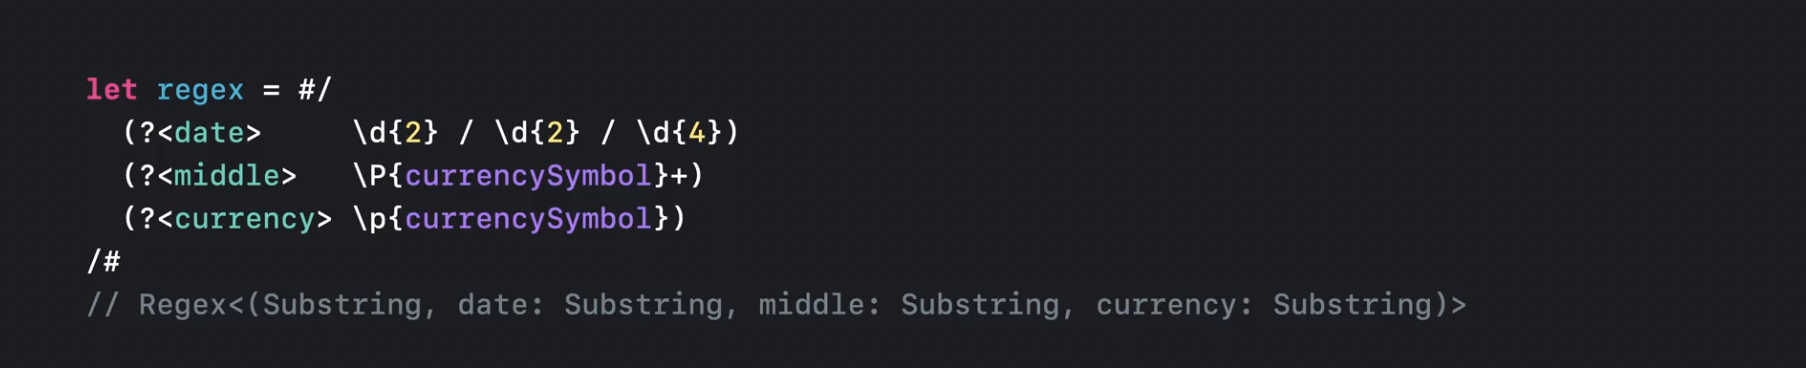 let regex = #/
  (?<date>     \d{2} / \d{2} / \d{4})
  (?<middle>   \P{currencySymbol}+)
  (?<currency> \p{currencySymbol})
/#
// Regex<(Substring, date: Substring, middle: Substring, currency: Substring)>